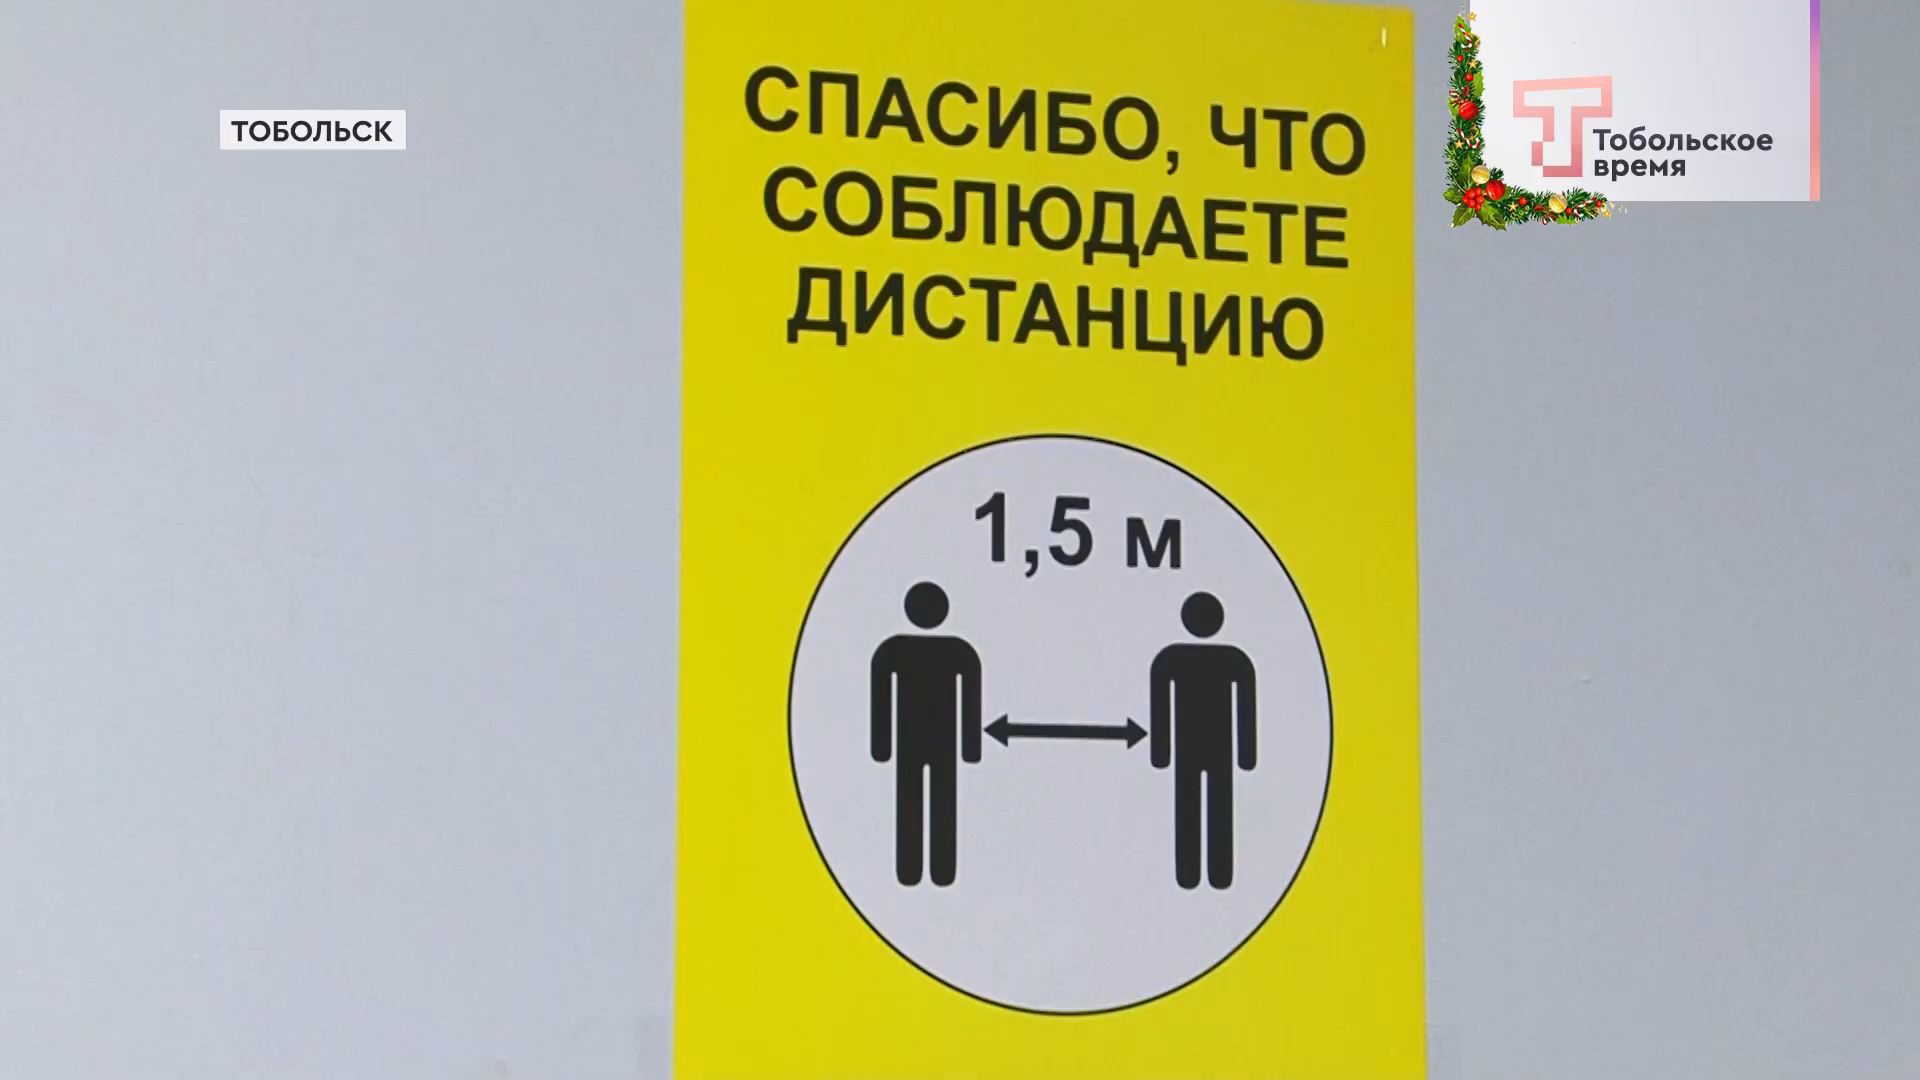 ТОБОЛЬСК
СПАСИБО, ЧТО
СОБЛЮДАЕТЕ
ДИСТАНЦИЮ
1,5 м
Тобольское
время